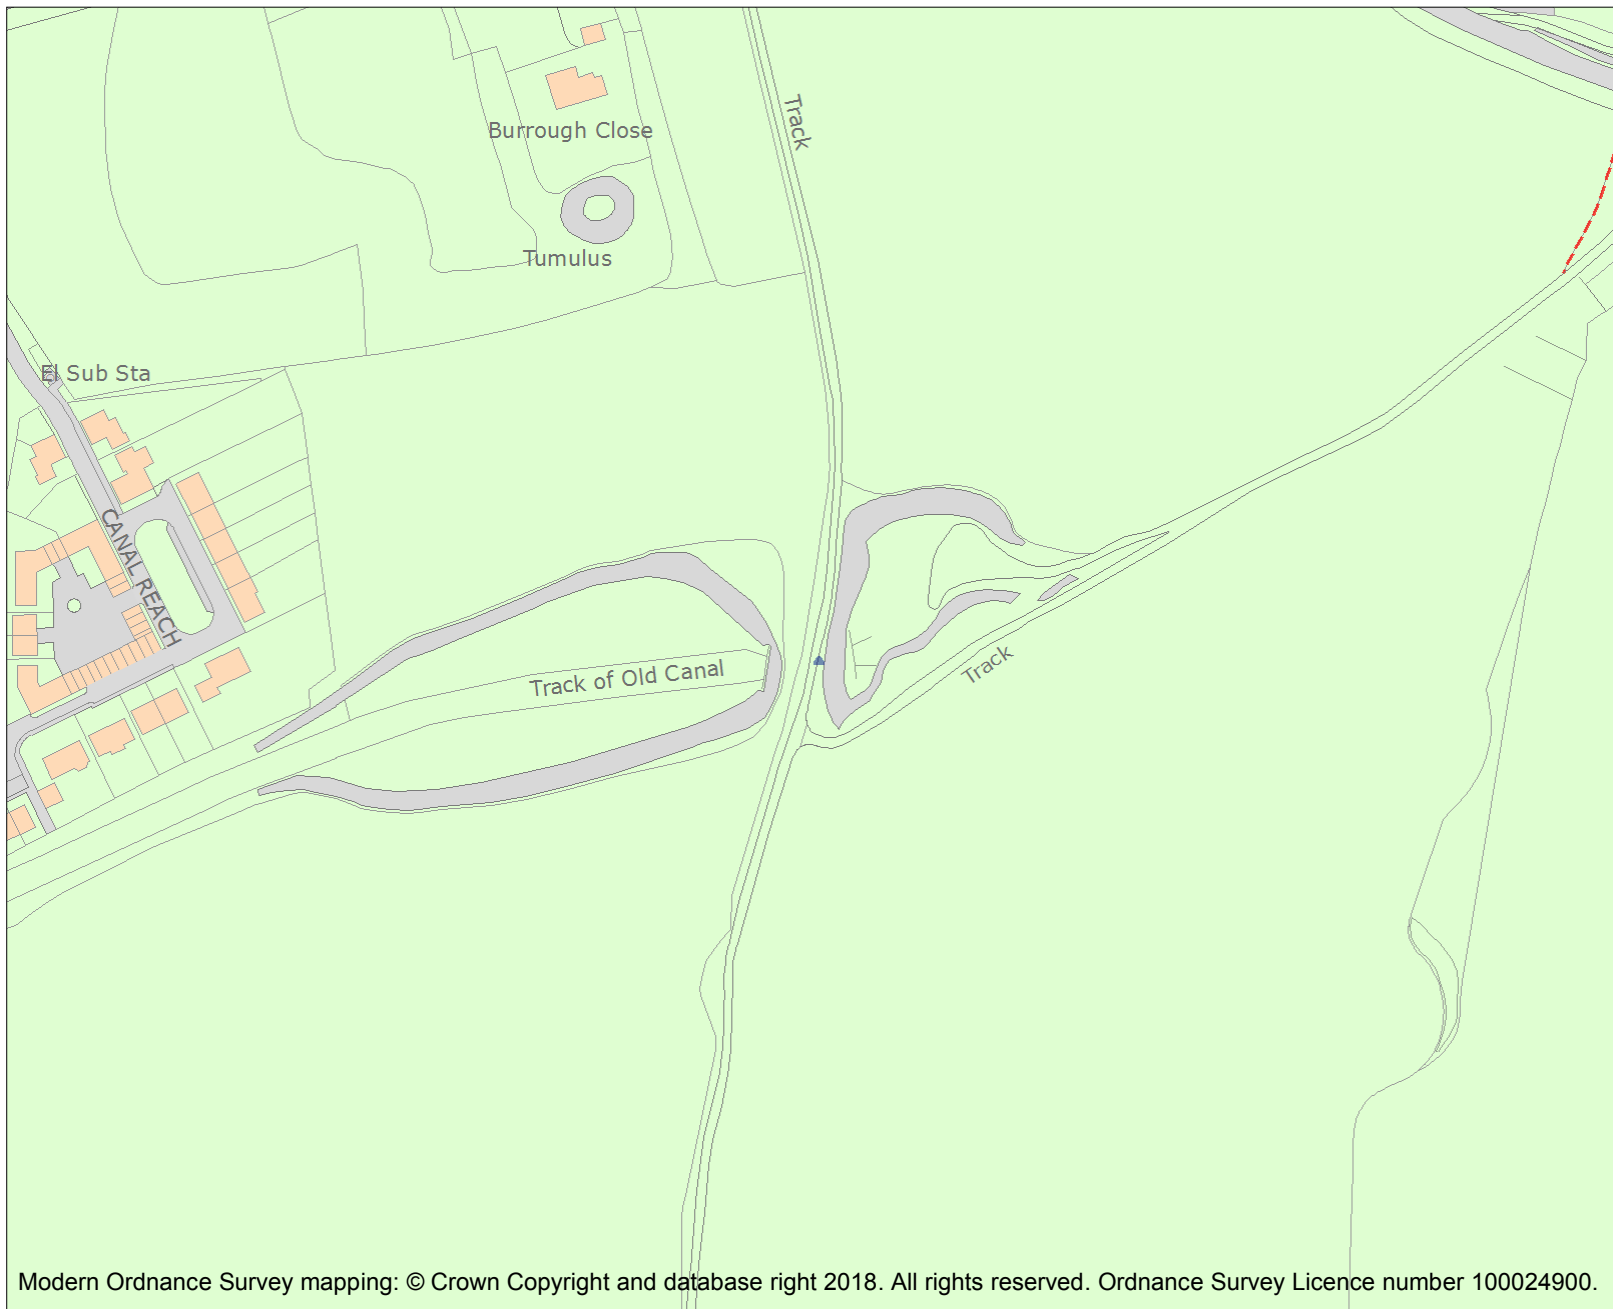 Track
Burrough Close
Tumulus
El Sub Sta
CANAL REACH
Track of Old Canal
Track
Modern Ordnance Survey mapping: © Crown Copyright and database right 2018. All rights reserved. Ordnance Survey Licence number 100024900.